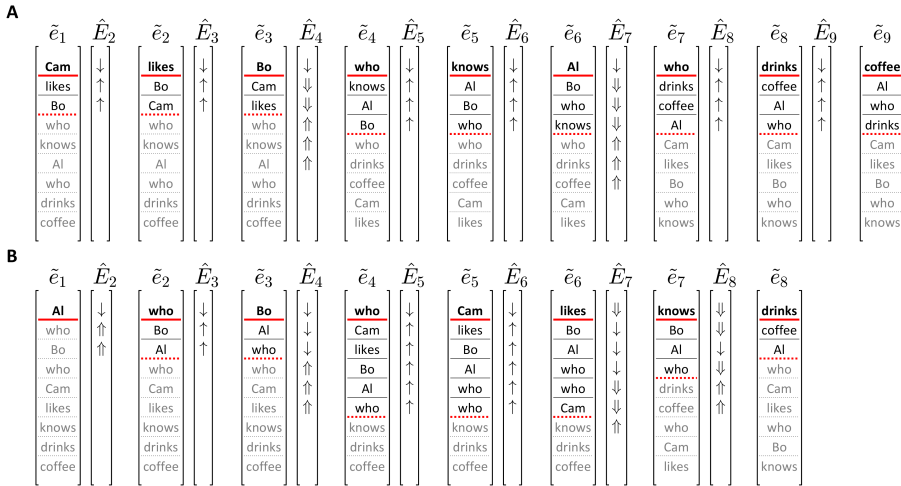 A
ẽ1 Ê2 ẽ2 Ê3 ẽ3 Ê4 ẽ4 Ê5 ẽ5 Ê6 ẽ6 Ê7 ẽ7 Ê8 ẽ8 Ê9 ẽ9
Cam ↓ likes ↓ Bo ↓ who ↓ knows ↓ Al ↓ who ↓ drinks ↓ coffee
likes ↑ Bo ↑ Cam ⇓ knows ↑ Al ↑ Bo ⇓ drinks ↑ coffee ↑ Al
Bo ↑ Cam ↑ likes ⇓ Al ↑ Bo ↑ who ⇓ coffee ↑ Al ↑ who
who who who ⇑ Bo ↑ who ↑ knows ⇓ Al ↑ who ↑ drinks
knows knows knows ⇑ who who who ⇑ Cam Cam Cam
Al Al Al ⇑ drinks drinks drinks ⇑ likes likes likes
who who who coffee coffee coffee ⇑ Bo Bo Bo
drinks drinks drinks Cam Cam Cam who who who
coffee coffee coffee likes likes likes knows knows knows
B
ẽ1 Ê2 ẽ2 Ê3 ẽ3 Ê4 ẽ4 Ê5 ẽ5 Ê6 ẽ6 Ê7 ẽ7 Ê8 ẽ8
Al ↓ who ↓ Bo ↓ who ↓ Cam ↓ likes ⇓ knows ⇓ drinks
who ⇑ Bo ↑ Al ↓ Cam ↑ likes ↑ Bo ↓ Bo ⇓ coffee
Bo ⇑ Al ↑ who ↓ likes ↑ Bo ↑ Al ↓ Al ↓ Al
who who who ⇑ Bo ↑ Al ↑ who ↓ who ⇓ who
Cam Cam Cam ⇑ Al ↑ who ↑ who ⇓ drinks ⇑ Cam
likes likes likes ⇑ who ↑ who ↑ Cam ⇓ coffee ⇑ likes
knows knows knows knows knows knows ⇑ who who
drinks drinks drinks drinks drinks drinks Cam Bo
coffee coffee coffee coffee coffee coffee likes knows